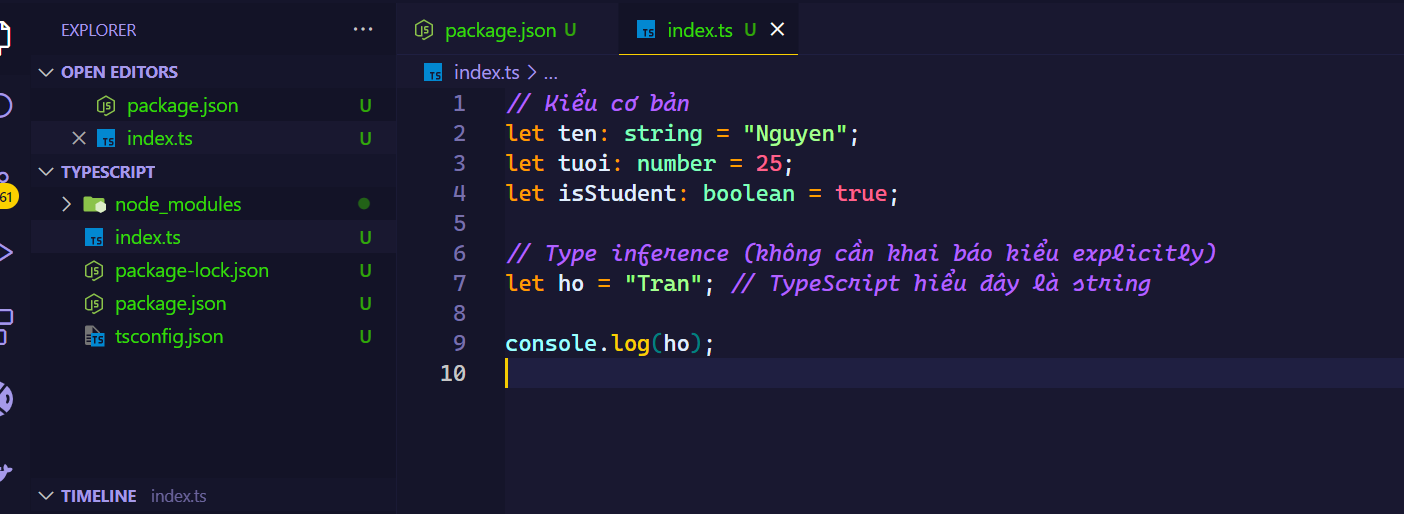 EXPLORER ...
OPEN EDITORS
package.json U
index.ts U
TYPESCRIPT
node_modules
index.ts U
package-lock.json U
package.json U
tsconfig.json U
TIMELINE index.ts
61
package.json U
index.ts U
index.ts > ...
1 // Kiểu cơ bản
2 let ten: string = "Nguyen";
3 let tuoi: number = 25;
4 let isStudent: boolean = true;
5
6 // Type inference (không cần khai báo kiểu explicitly)
7 let ho = "Tran"; // TypeScript hiểu đây là string
8
9 console.log(ho);
10